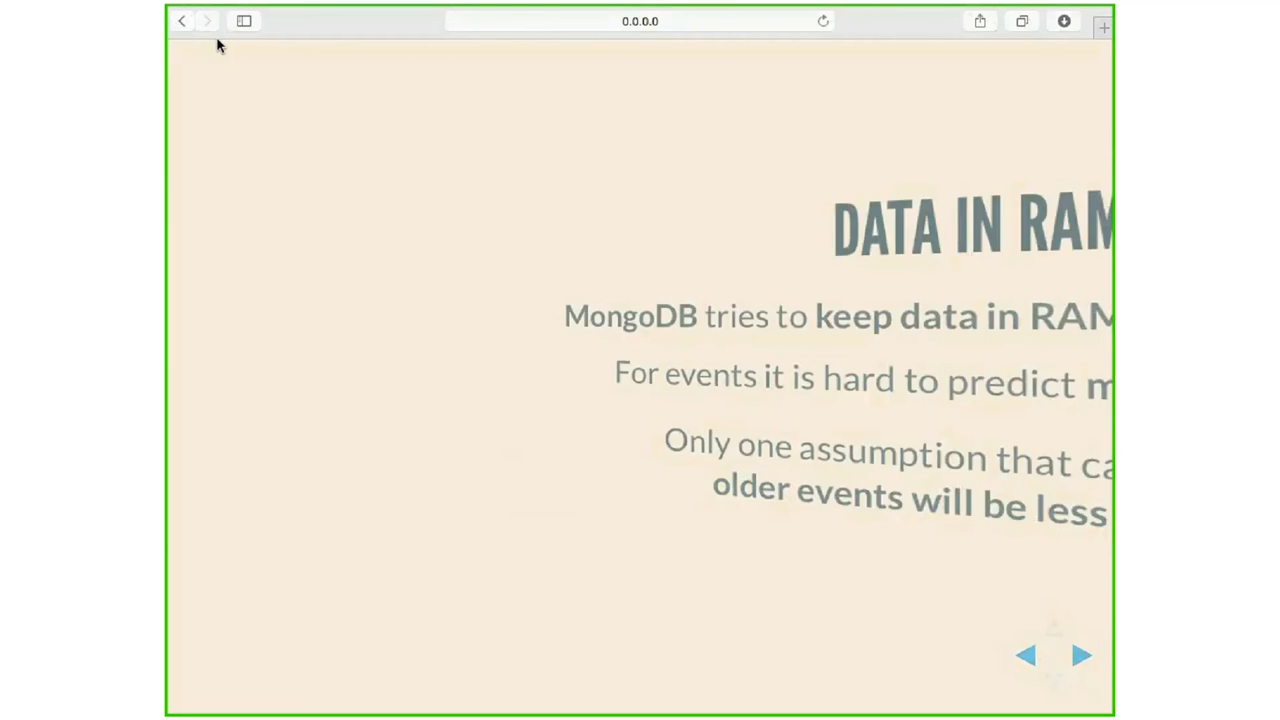 0.0.0.0
DATA IN RAM
MongoDB tries to keep data in RAM
For events it is hard to predict
Only one assumption that
older events will be less